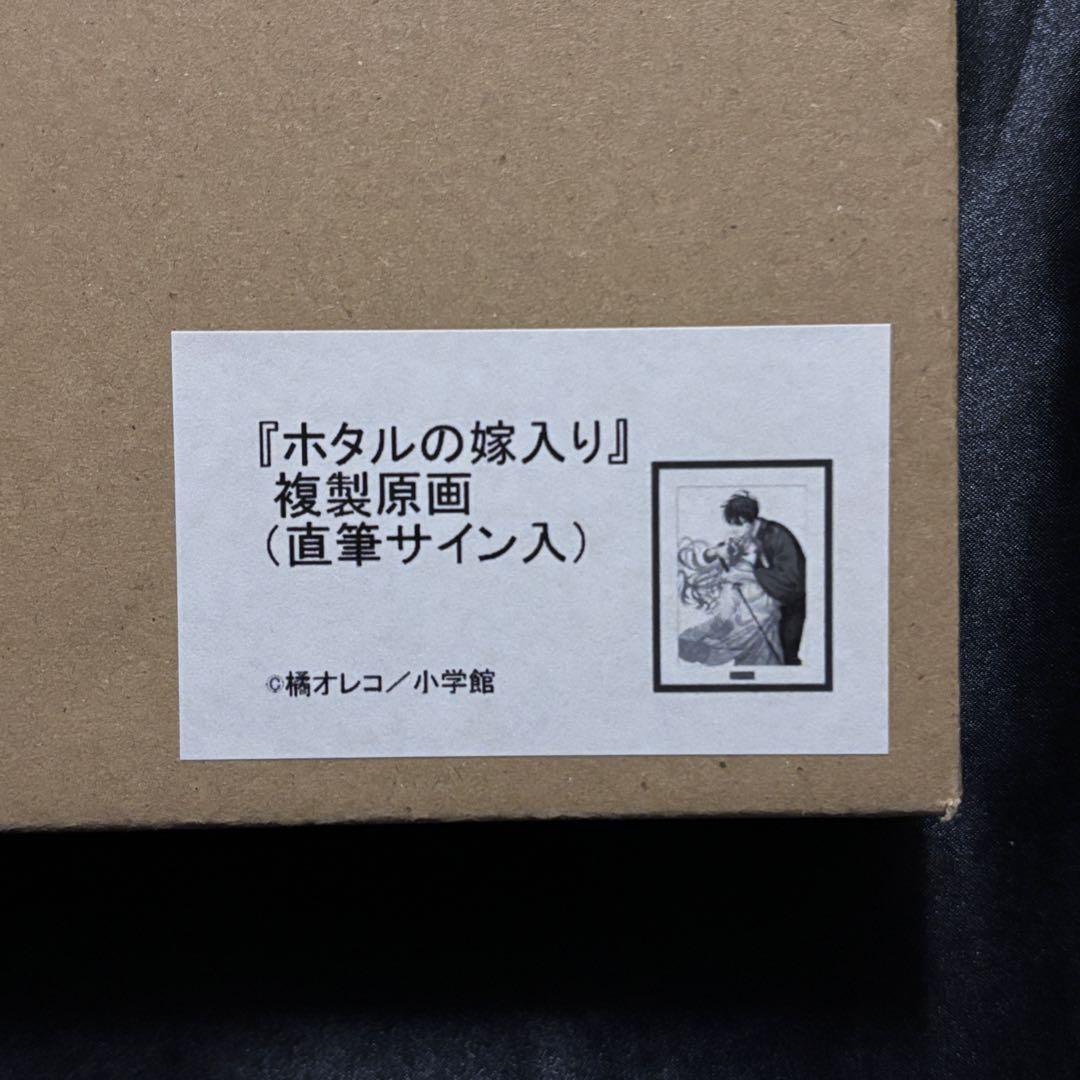 『ホタルの嫁入り』
複製原画
(直筆サイン入)
©橘オレコ/小学館